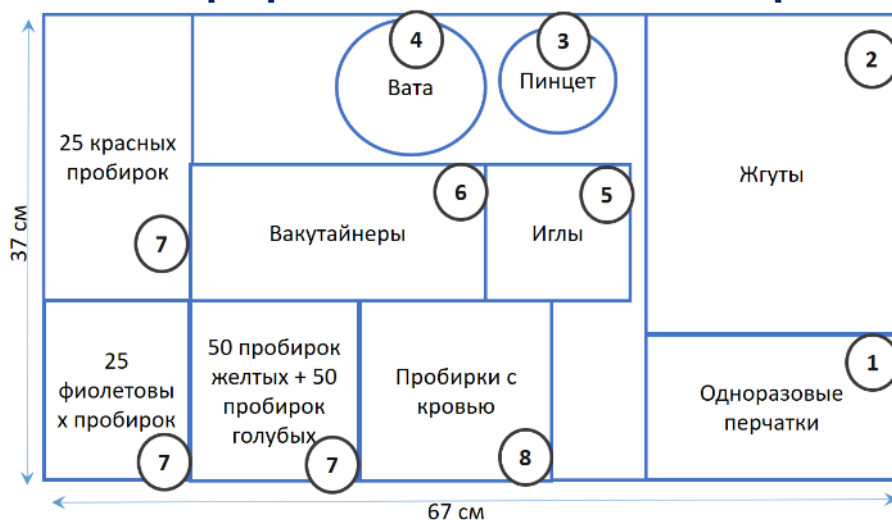 4
Вата
3
Пинцет
2
Жгуты
25 красных
пробирок
7
6
Вакутайнеры
5
Иглы
37 см
25
фиолетовы
х пробирок
7
50 пробирок
желтых + 50
пробирок
голубых
7
Пробирки с
кровью
8
1
Одноразовые
перчатки
67 см